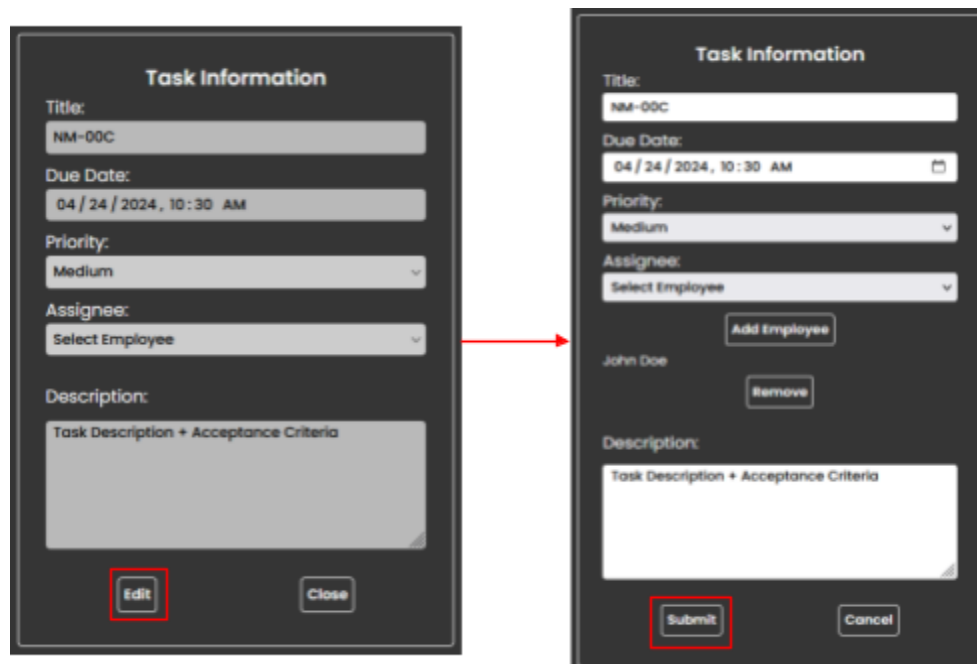 Task Information
Title:
NM-00C
Due Date:
04/24/2024, 10:30 AM
Priority:
Medium
Assignee:
Select Employee
Description:
Task Description + Acceptance Criteria
Edit Close
Task Information
Title:
NM-00C
Due Date:
04/24/2024, 10:30 AM
Priority:
Medium
Assignee:
Select Employee
Add Employee
John Doe
Remove
Description:
Task Description + Acceptance Criteria
Submit Cancel